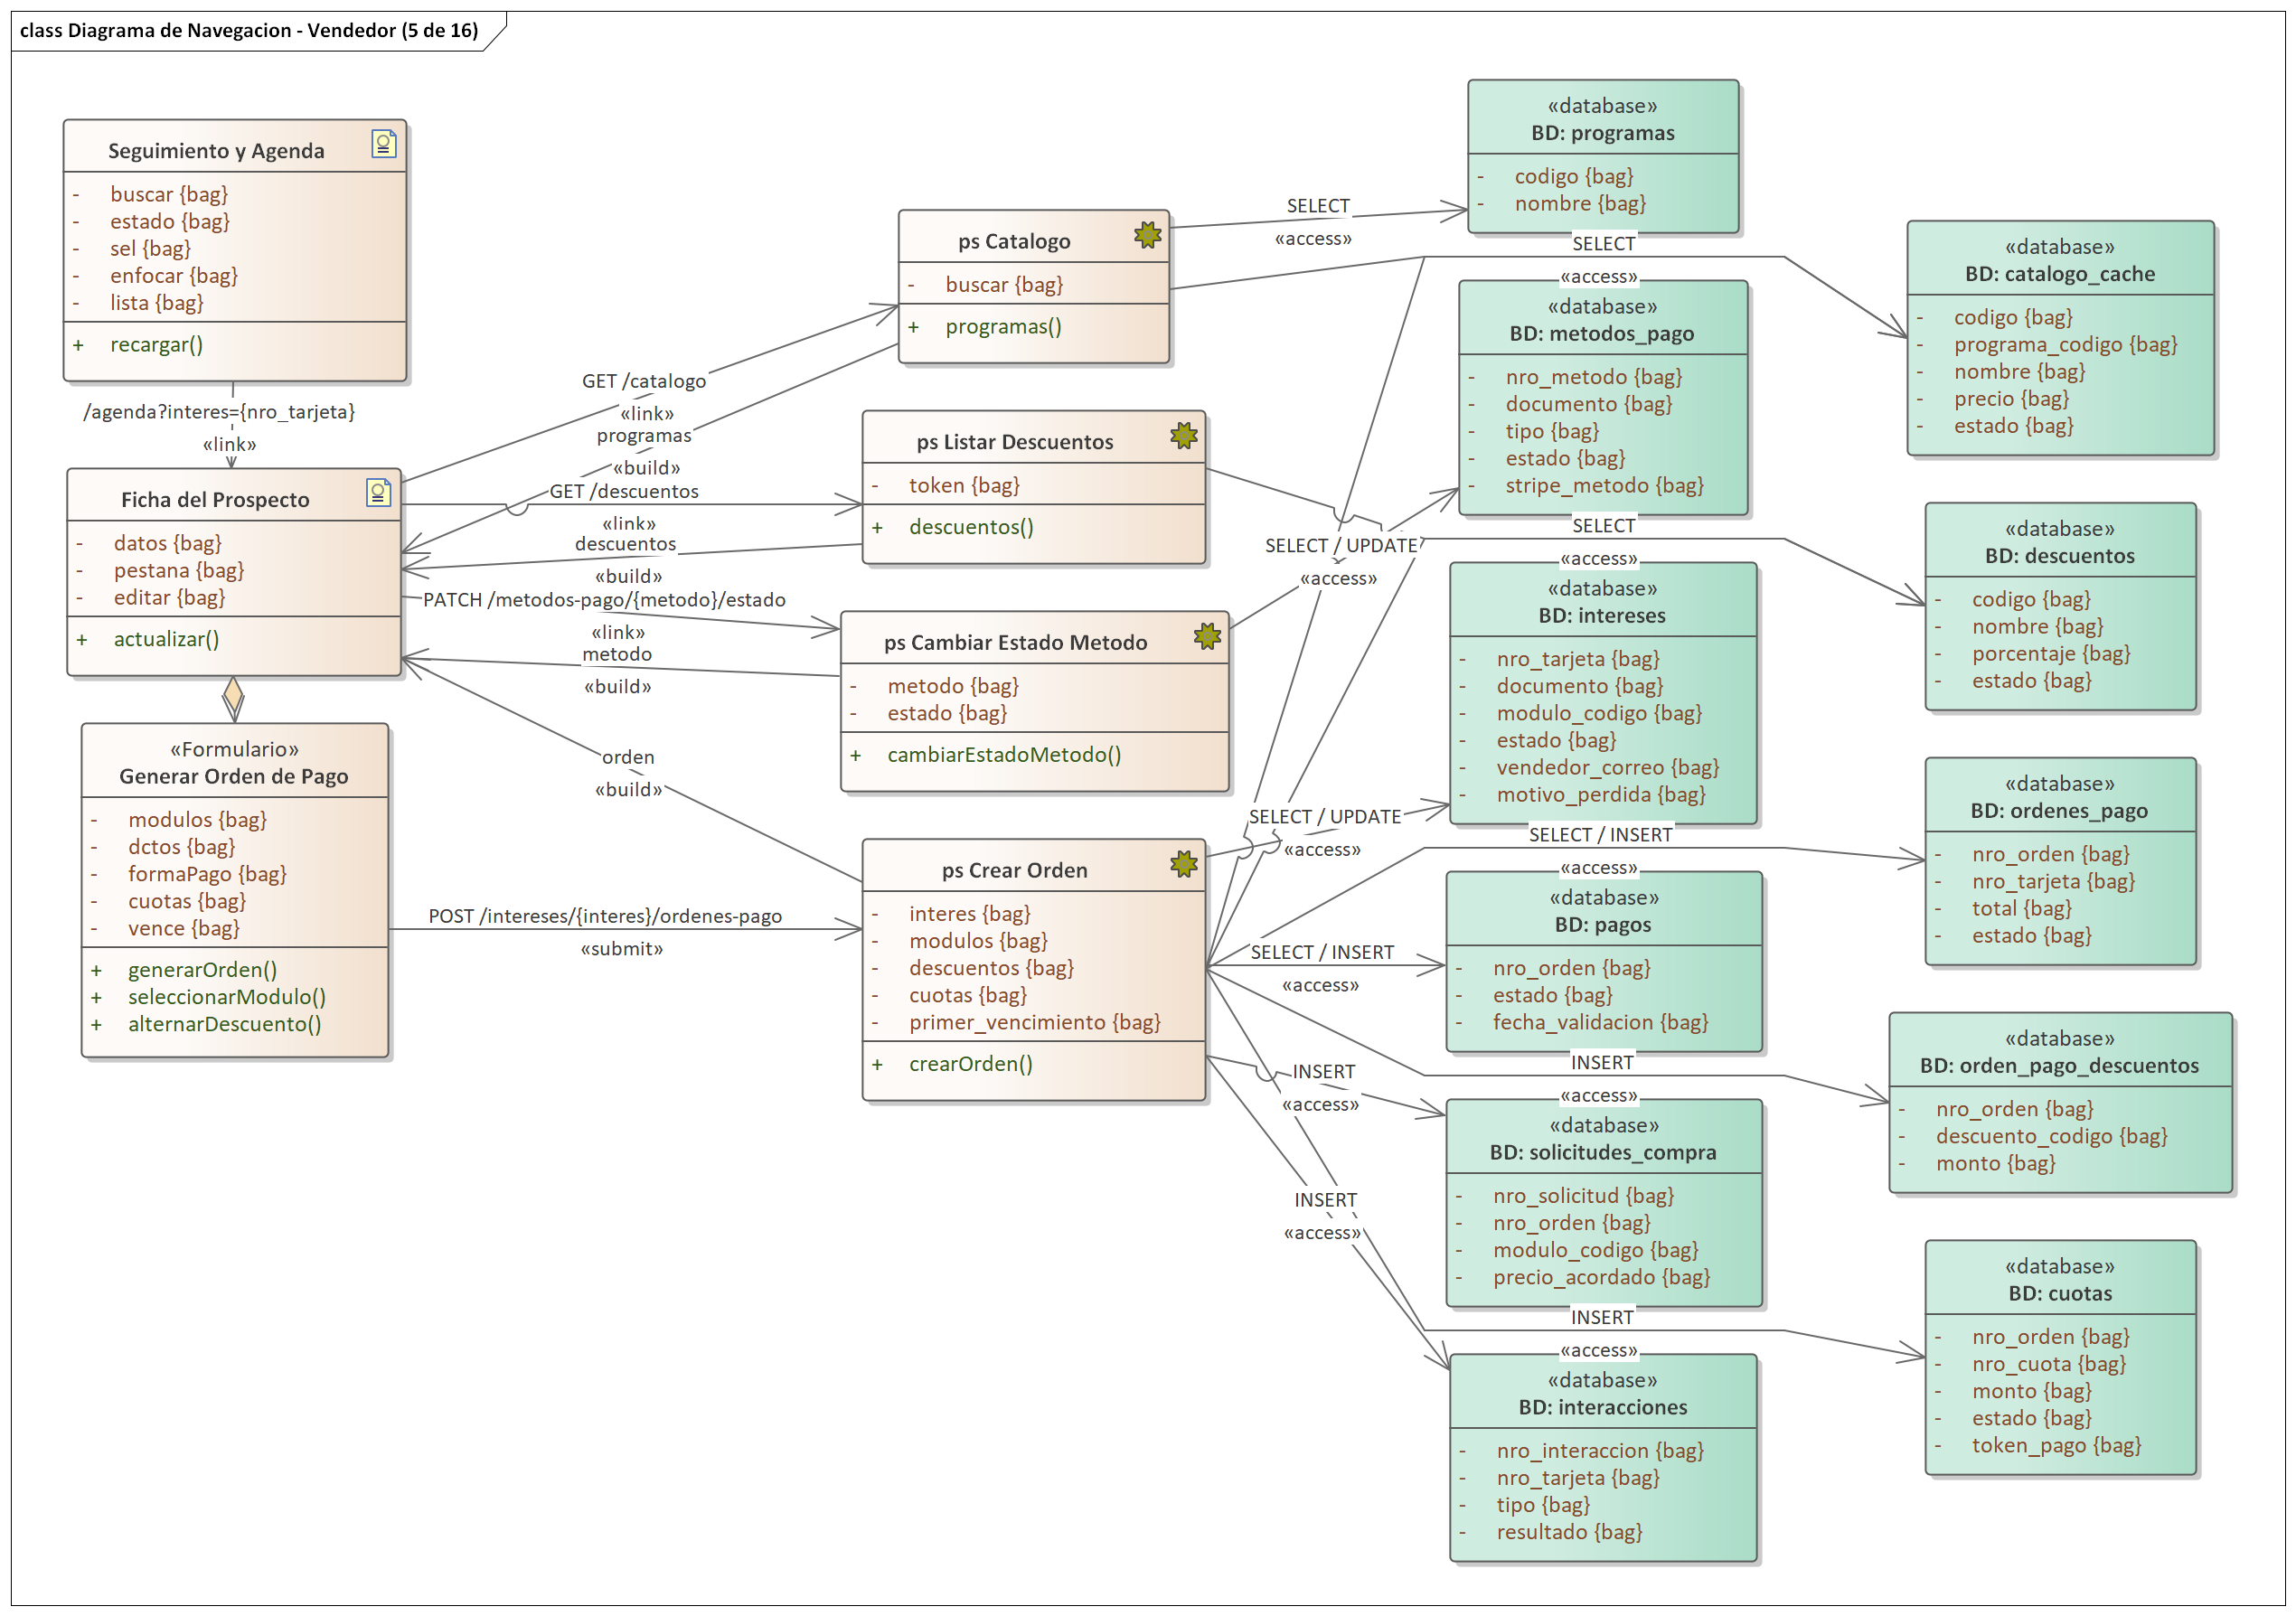 class Diagrama de Navegacion - Vendedor (5 de 16)
Seguimiento y Agenda
- buscar {bag}
- estado {bag}
- sel {bag}
- enfocar {bag}
- lista {bag}
+ recargar()
/agenda?interes={nro_tarjeta}
«link»
Ficha del Prospecto
- datos {bag}
- pestana {bag}
- editar {bag}
+ actualizar()
«Formulario»
Generar Orden de Pago
- modulos {bag}
- dctos {bag}
- formaPago {bag}
- cuotas {bag}
- vence {bag}
+ generarOrden()
+ seleccionarModulo()
+ alternarDescuento()
GET /catalogo
«link»
programas
«build»
GET /descuentos
«link»
descuentos
«build»
PATCH /metodos-pago/{metodo}/estado
«link»
metodo
«build»
orden
«build»
POST /intereses/{interes}/ordenes-pago
«submit»
ps Catalogo
- buscar {bag}
+ programas()
ps Listar Descuentos
- token {bag}
+ descuentos()
ps Cambiar Estado Metodo
- metodo {bag}
- estado {bag}
+ cambiarEstadoMetodo()
ps Crear Orden
- interes {bag}
- modulos {bag}
- descuentos {bag}
- cuotas {bag}
- primer_vencimiento {bag}
+ crearOrden()
SELECT
«access»
SELECT
«access»
SELECT / UPDATE
«access»
SELECT
«access»
SELECT / UPDATE
«access»
SELECT / INSERT
«access»
SELECT / INSERT
«access»
INSERT
«access»
INSERT
«access»
INSERT
«access»
INSERT
«access»
«database»
BD: programas
- codigo {bag}
- nombre {bag}
«database»
BD: metodos_pago
- nro_metodo {bag}
- documento {bag}
- tipo {bag}
- estado {bag}
- stripe_metodo {bag}
«database»
BD: intereses
- nro_tarjeta {bag}
- documento {bag}
- modulo_codigo {bag}
- estado {bag}
- vendedor_correo {bag}
- motivo_perdida {bag}
«database»
BD: pagos
- nro_orden {bag}
- estado {bag}
- fecha_validacion {bag}
«database»
BD: solicitudes_compra
- nro_solicitud {bag}
- nro_orden {bag}
- modulo_codigo {bag}
- precio_acordado {bag}
«database»
BD: interacciones
- nro_interaccion {bag}
- nro_tarjeta {bag}
- tipo {bag}
- resultado {bag}
«database»
BD: catalogo_cache
- codigo {bag}
- programa_codigo {bag}
- nombre {bag}
- precio {bag}
- estado {bag}
«database»
BD: descuentos
- codigo {bag}
- nombre {bag}
- porcentaje {bag}
- estado {bag}
«database»
BD: ordenes_pago
- nro_orden {bag}
- nro_tarjeta {bag}
- total {bag}
- estado {bag}
«database»
BD: orden_pago_descuentos
- nro_orden {bag}
- descuento_codigo {bag}
- monto {bag}
«database»
BD: cuotas
- nro_orden {bag}
- nro_cuota {bag}
- monto {bag}
- estado {bag}
- token_pago {bag}